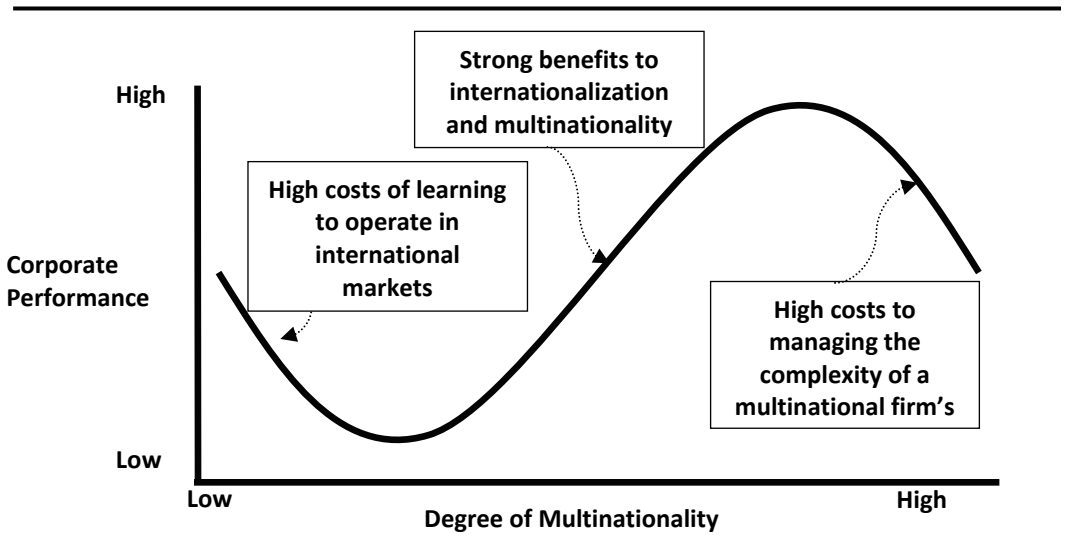 Strong benefits to
internationalization
and multinationality
High
High costs of learning
to operate in
international
markets
Corporate
Performance
High costs to
managing the
complexity of a
multinational firm’s
Low
Low
High
Degree of Multinationality